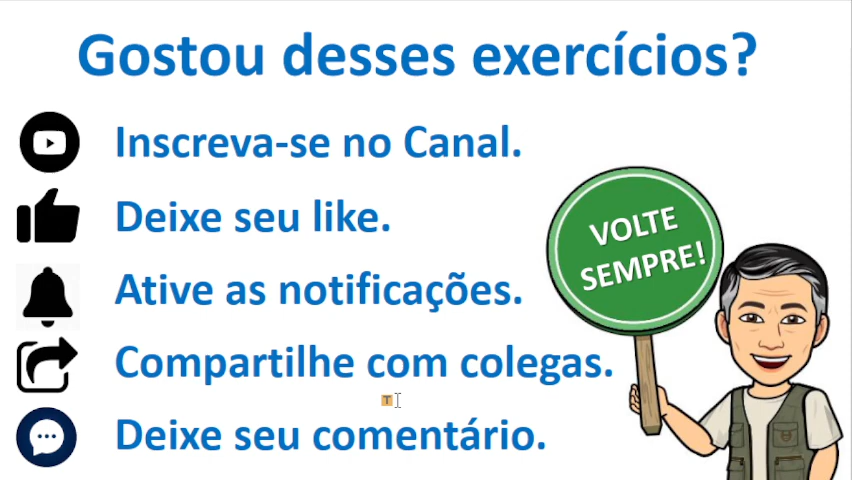 Gostou desses exercícios?
Inscreva-se no Canal.
Deixe seu like.
Ative as notificações.
Compartilhe com colegas.
Deixe seu comentário.
VOLTE
SEMPRE!
T